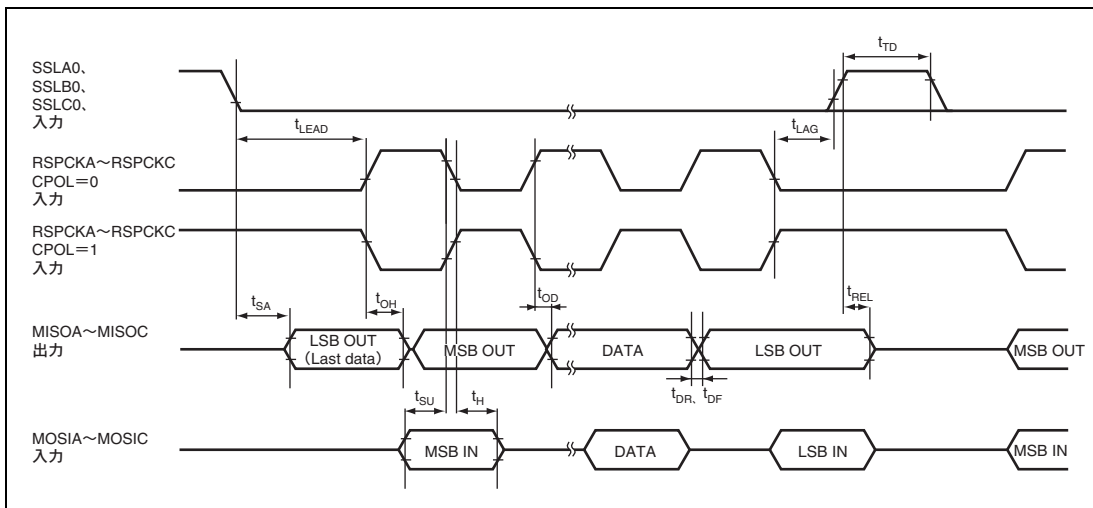 SSLA0、
SSLB0、
SSLC0、
入力
tTD
tLEAD
tLAG
RSPCKA～RSPCKC
CPOL＝0
入力
RSPCKA～RSPCKC
CPOL＝1
入力
tSA
tOH
tOD
tREL
MISOA～MISOC
出力
LSB OUT
（Last data）
MSB OUT
DATA
LSB OUT
MSB OUT
tSU
tH
tDR、tDF
MOSIA～MOSIC
入力
MSB IN
DATA
LSB IN
MSB IN